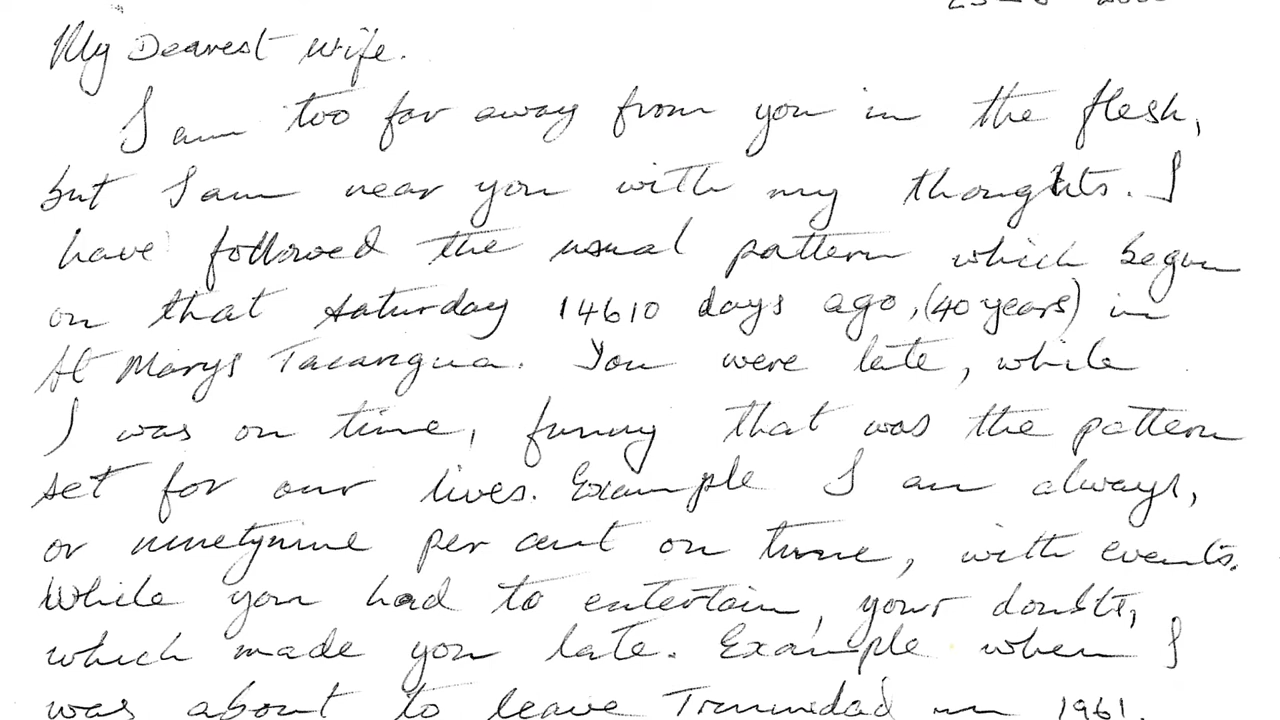 My Dearest wife.
I am too far away from you in the flesh,
but I am near you with my thoughts. I
have followed the usual pattern which began
on that Saturday 14610 days ago, (40 years) in
St Marys Tacarigua. You were late, while
I was on time, funny that was the pattern
set for our lives. Example I am always,
or ninetynine per cent on time, with events.
While you had to entertain, your doubts,
which made you late. Example when I
was about to leave Trinidad in 1961.